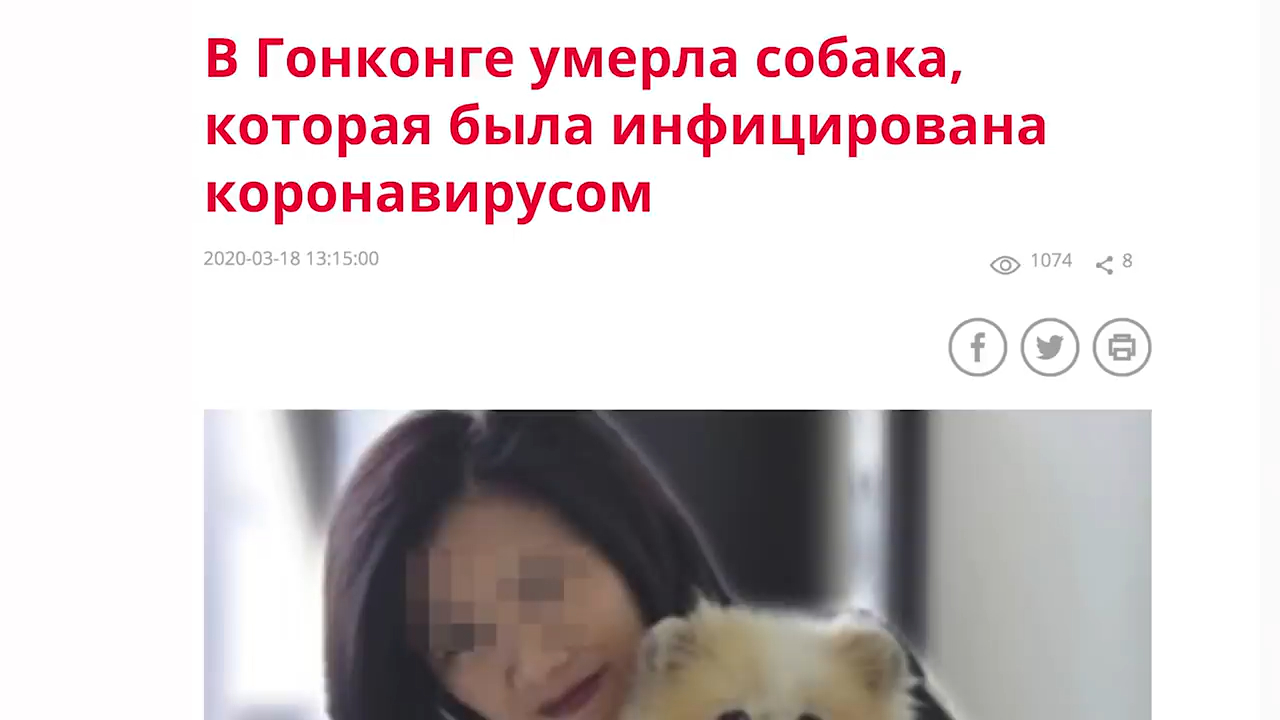 В Гонконге умерла собака,
которая была инфицирована
коронавирусом
2020-03-18 13:15:00
1074
8